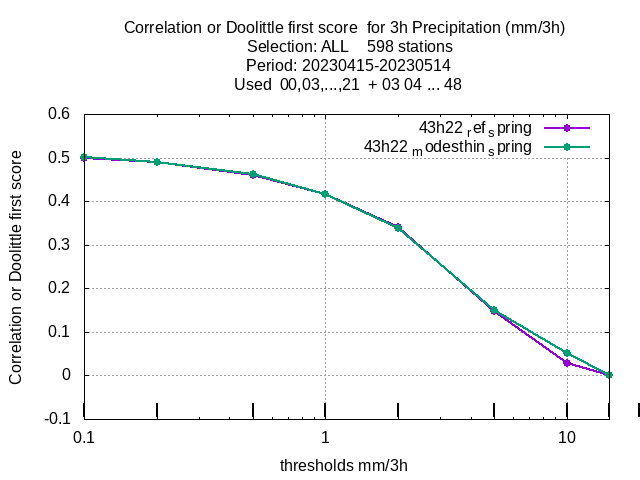 Correlation or Doolittle first score  for 3h Precipitation (mm/3h)
Selection: ALL    598 stations
Period: 20230415-20230514
Used  00,03,...,21  + 03 04 ... 48
43h22 ref spring
43h22 modesthin spring
Correlation or Doolittle first score
0.6
0.5
0.4
0.3
0.2
0.1
0
-0.1
0.1
1
10
thresholds mm/3h